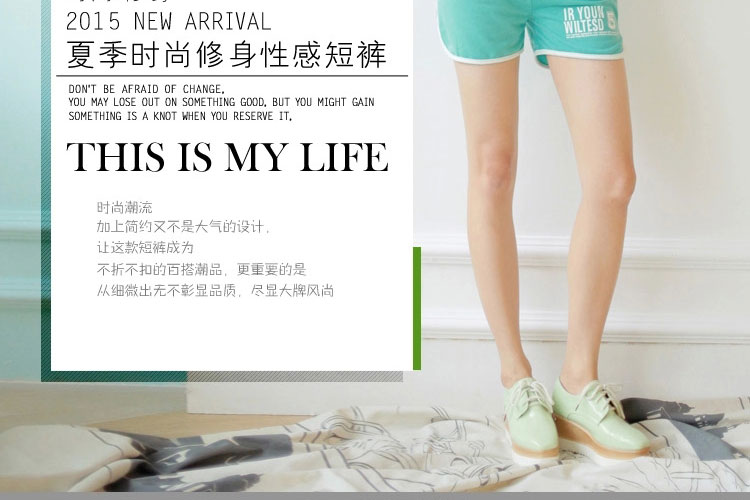 2015 NEW ARRIVAL
夏季时尚修身性感短裤
DON'T BE AFRAID OF CHANGE,
YOU MAY LOSE OUT ON SOMETHING GOOD, BUT YOU MIGHT GAIN
SOMETHING IS A KNOT WHEN YOU RESERVE IT,
THIS IS MY LIFE
时尚潮流
加上简约又不是大气的设计,
让这款短裤成为
不折不扣的百搭潮品，更重要的是
从细微出无不彰显品质，尽显大牌风尚
IR YOUN
WILTESO
5